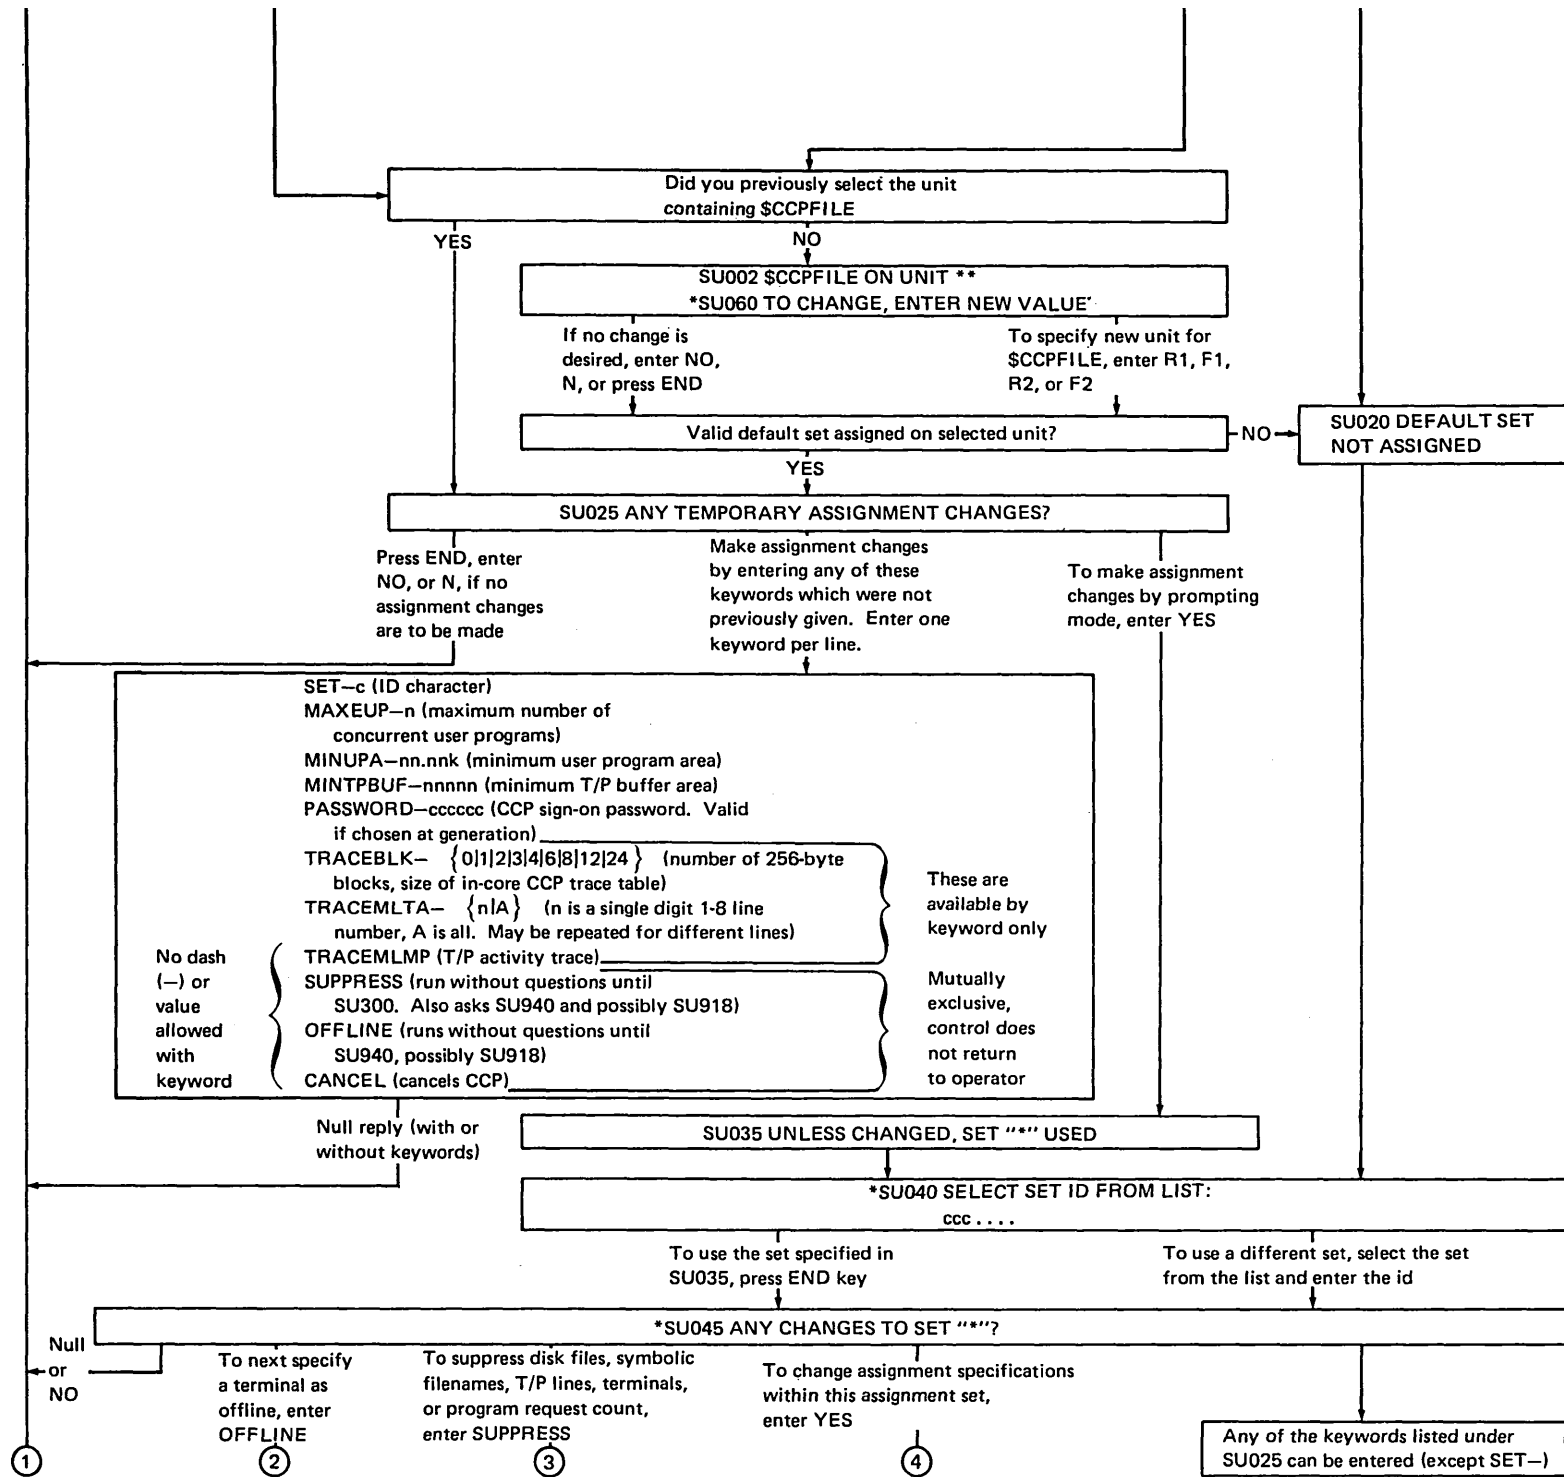 Did you previously select the unit
containing $CCPFILE
YES
NO
SU002 $CCPFILE ON UNIT **
*SU060 TO CHANGE, ENTER NEW VALUE
If no change is
desired, enter NO,
N, or press END
To specify new unit for
$CCPFILE, enter R1, F1,
R2, or F2
Valid default set assigned on selected unit?
NO
SU020 DEFAULT SET
NOT ASSIGNED
YES
SU025 ANY TEMPORARY ASSIGNMENT CHANGES?
Press END, enter
NO, or N, if no
assignment changes
are to be made
Make assignment changes
by entering any of these
keywords which were not
previously given. Enter one
keyword per line.
To make assignment
changes by prompting
mode, enter YES
SET—c (ID character)
MAXEUP—n (maximum number of
concurrent user programs)
MINUPA—nn.nnk (minimum user program area)
MINTPBUF—nnnnn (minimum T/P buffer area)
PASSWORD—cccccc (CCP sign-on password. Valid
if chosen at generation)
TRACEBLK— {0|1|2|3|4|6|8|12|24} (number of 256-byte
blocks, size of in-core CCP trace table)
TRACEMLTA— {n|A} (n is a single digit 1-8 line
number, A is all. May be repeated for different lines)
TRACEMLMP (T/P activity trace)
These are
available by
keyword only
No dash
(—) or
value
allowed
with
keyword
SUPPRESS (run without questions until
SU300. Also asks SU940 and possibly SU918)
OFFLINE (runs without questions until
SU940, possibly SU918)
CANCEL (cancels CCP)
Mutually
exclusive,
control does
not return
to operator
Null reply (with or
without keywords)
SU035 UNLESS CHANGED, SET "*" USED
*SU040 SELECT SET ID FROM LIST:
ccc . . . .
To use the set specified in
SU035, press END key
To use a different set, select the set
from the list and enter the id
*SU045 ANY CHANGES TO SET "*"?
Null
or
NO
To next specify
a terminal as
offline, enter
OFFLINE
To suppress disk files, symbolic
filenames, T/P lines, terminals,
or program request count,
enter SUPPRESS
To change assignment specifications
within this assignment set,
enter YES
Any of the keywords listed under
SU025 can be entered (except SET—)
1
2
3
4